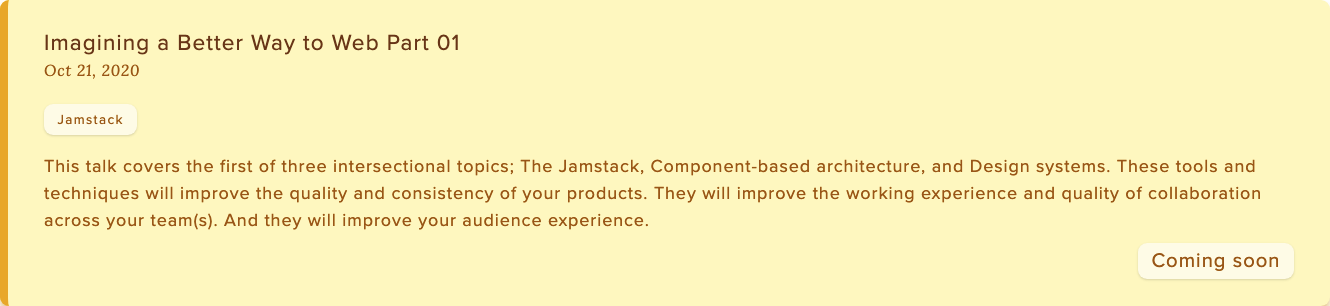 Imagining a Better Way to Web Part 01
Oct 21, 2020
Jamstack
This talk covers the first of three intersectional topics; The Jamstack, Component-based architecture, and Design systems. These tools and
techniques will improve the quality and consistency of your products. They will improve the working experience and quality of collaboration
across your team(s). And they will improve your audience experience.
Coming soon